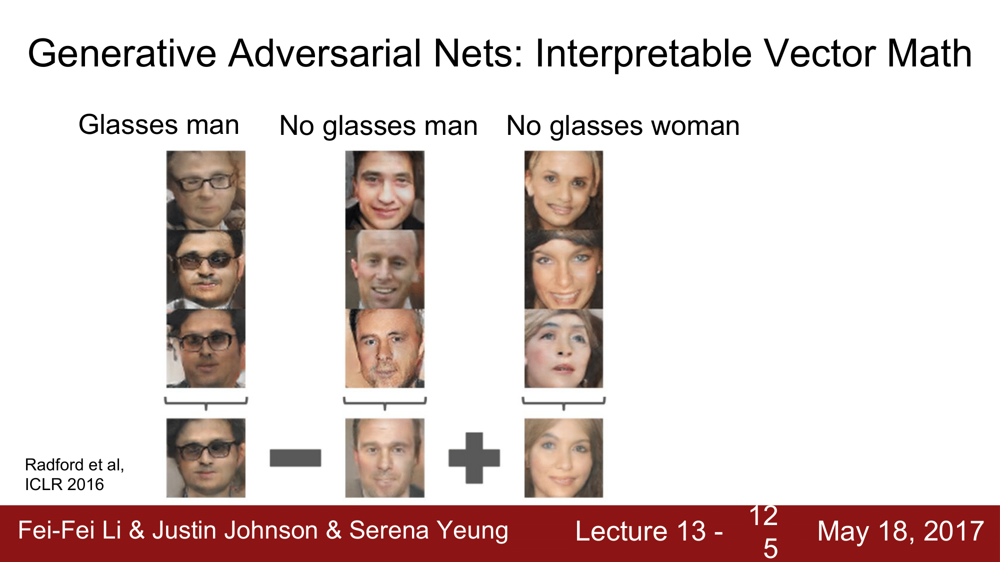 Generative Adversarial Nets: Interpretable Vector Math
Glasses man
No glasses man
No glasses woman
Radford et al,
ICLR 2016
Fei-Fei Li & Justin Johnson & Serena Yeung
Lecture 13 -
12
5
May 18, 2017